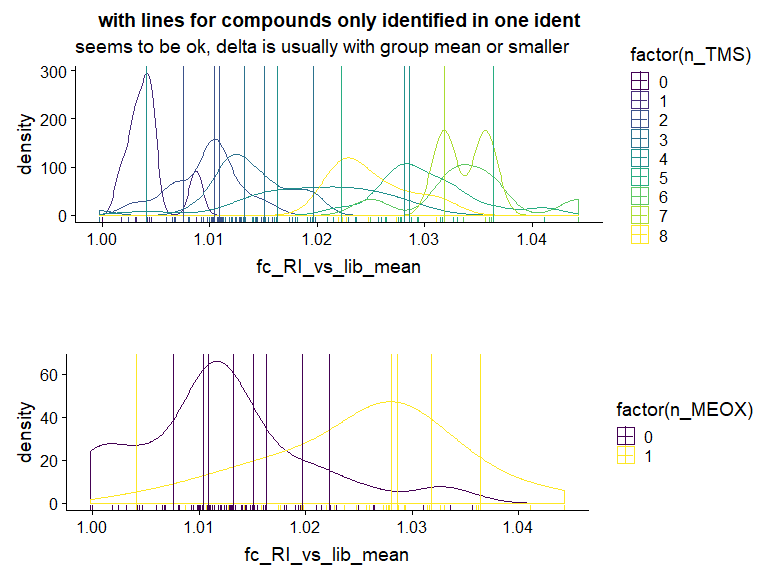 with lines for compounds only identified in one ident
seems to be ok, delta is usually with group mean or smaller
factor(n_TMS)
0
1
2
3
4
5
6
7
8
density
300
200
100
0
1.00 1.01 1.02 1.03 1.04
fc_RI_vs_lib_mean
factor(n_MEOX)
0
1
density
60
40
20
0
1.00 1.01 1.02 1.03 1.04
fc_RI_vs_lib_mean